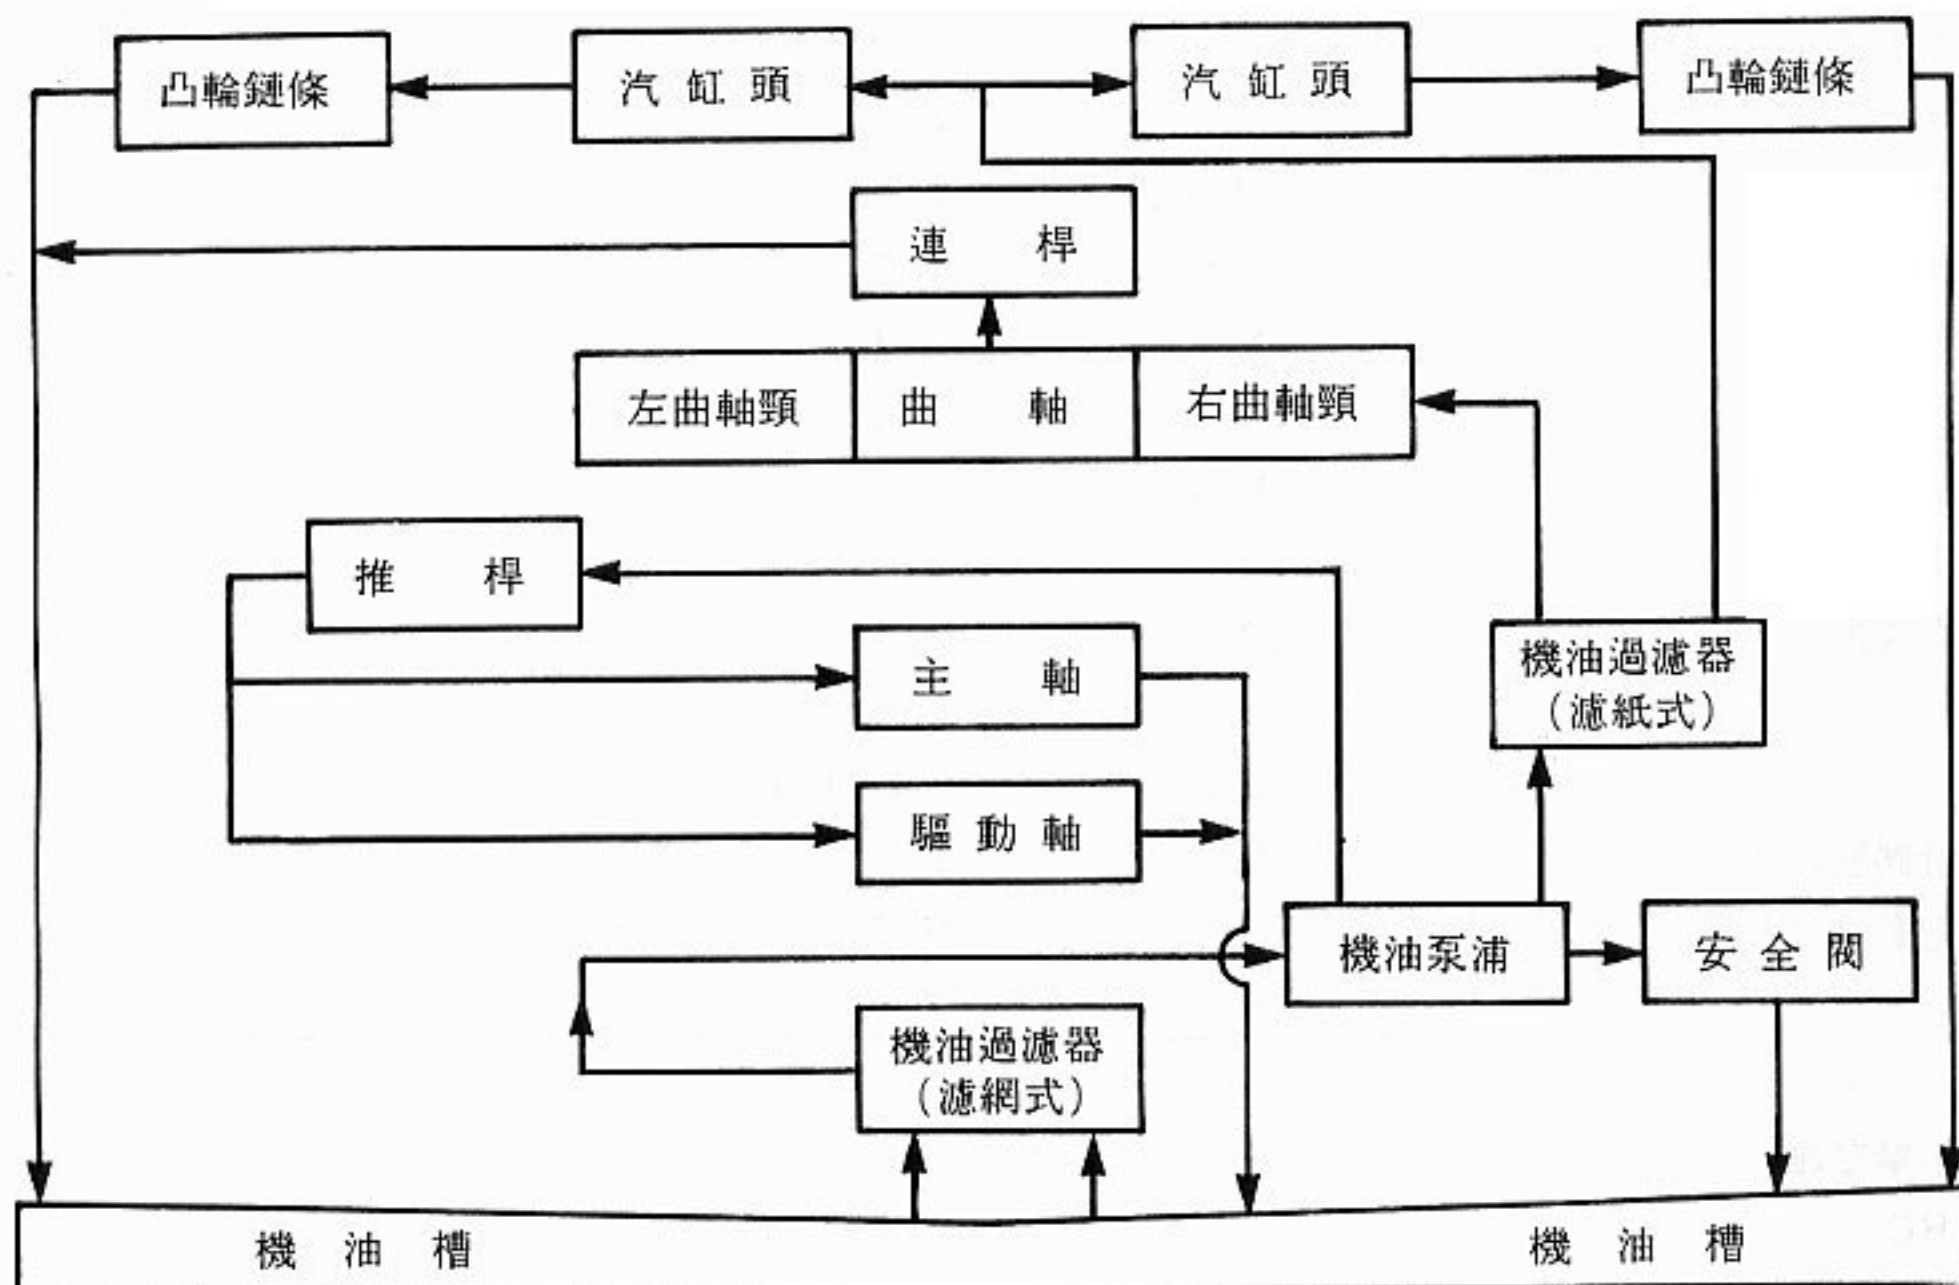 凸輪鏈條
汽缸頭
汽缸頭
凸輪鏈條
連桿
左曲軸頸
曲軸
右曲軸頸
推桿
主軸
機油過濾器
(濾紙式)
驅動軸
機油泵浦
安全閥
機油過濾器
(濾網式)
機油槽
機油槽